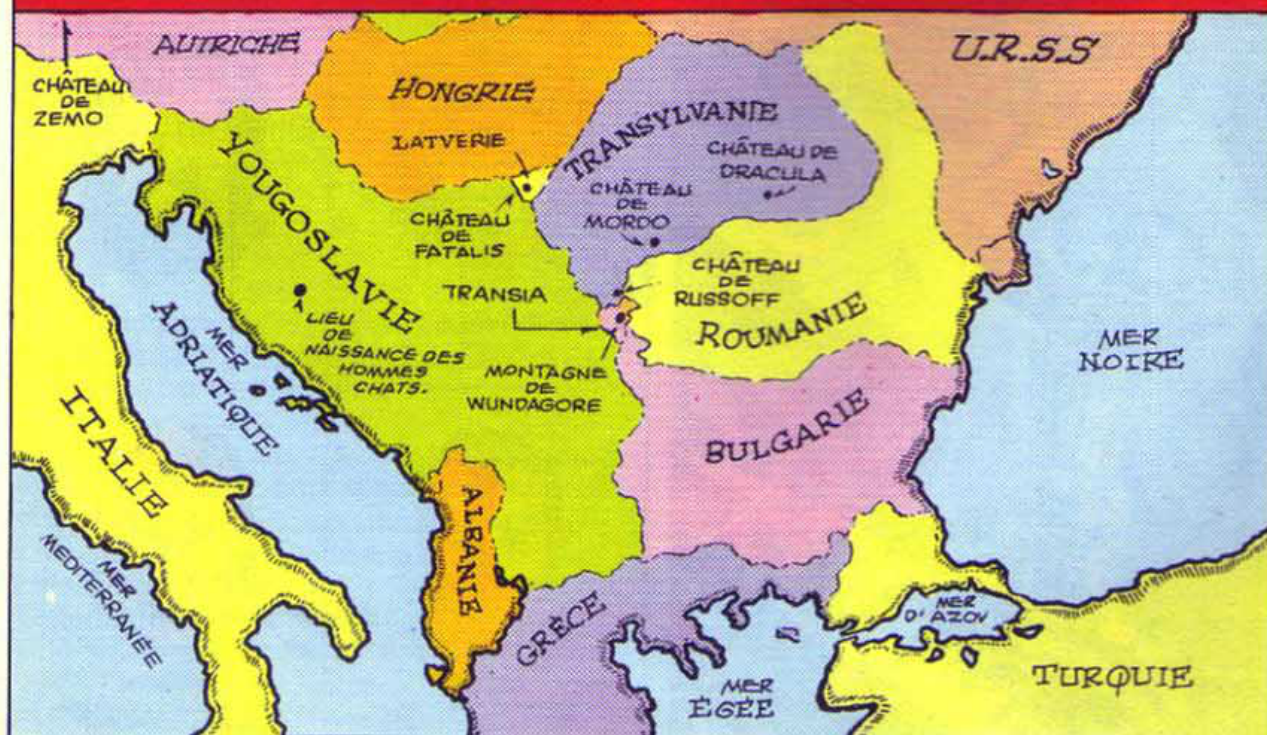 AUTRICHE
CHÂTEAU
DE
ZEMO
HONGRIE
LATVERIE
U.R.S.S
TRANSYLVANIE
CHÂTEAU DE
DRACULA
CHÂTEAU
DE
MORDO
YOUGOSLAVIE
CHÂTEAU
DE
FATALIS
CHÂTEAU
DE
RUSSOFF
TRANSIA
LIEU
DE
NAISSANCE DES
HOMMES
CHATS.
MONTAGNE
DE
WUNDAGORE
ROUMANIE
MER
NOIRE
MER
ADRIATIQUE
ITALIE
BULGARIE
ALBANIE
MER
MEDITERRANÉE
GRÈCE
MER
D'AZOV
MER
ÉGÉE
TURQUIE